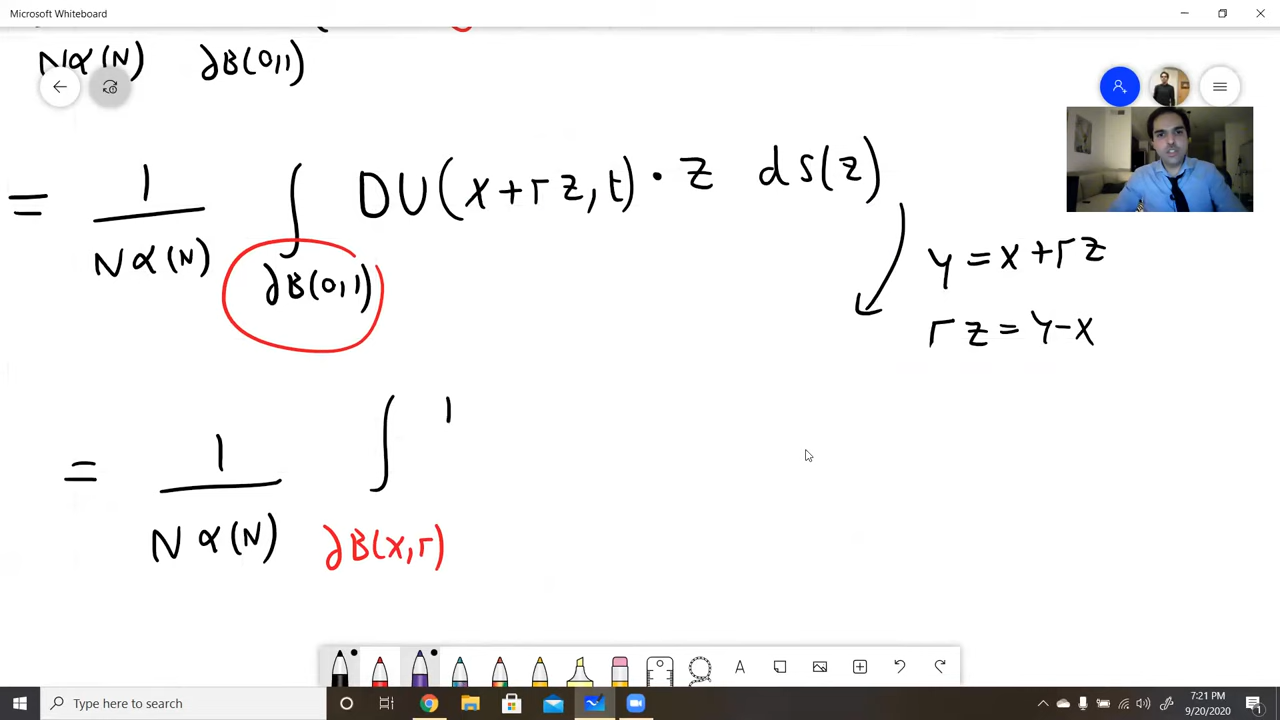 Microsoft Whiteboard
Nα(N) ∂B(0,1)
= 1 / Nα(N) ∫ ∂B(0,1) DU(x+rz,t)·z dS(z)
y=x+rz
rz=y-x
= 1 / Nα(N) ∫ ∂B(x,r) 1
A
Type here to search
7:21 PM
9/20/2020